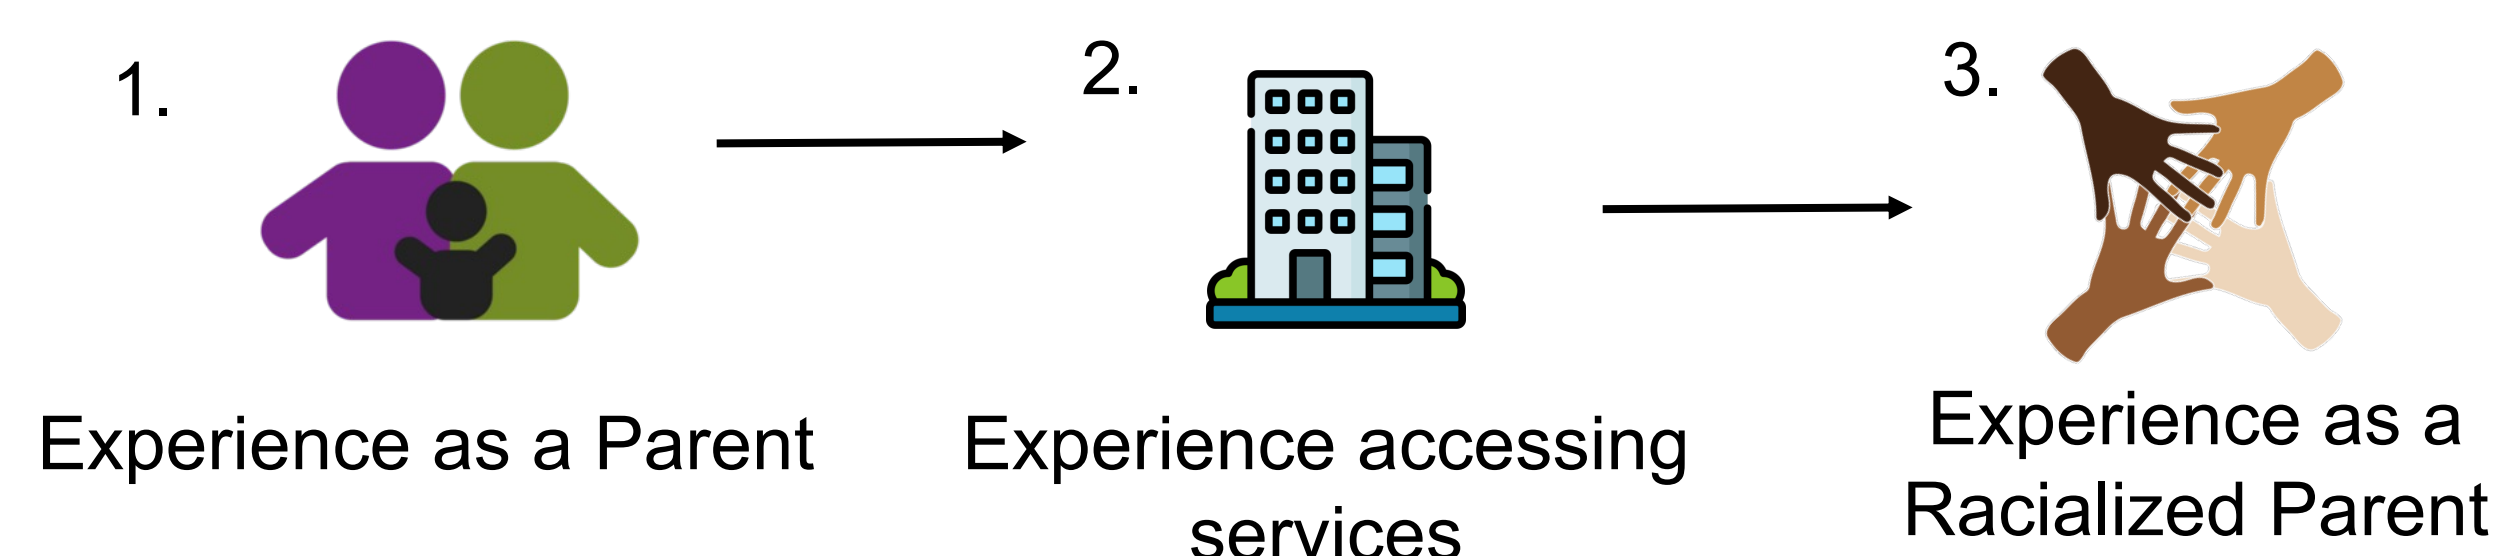 1.
Experience as a Parent
2.
Experience accessing
services
3.
Experience as a
Racialized Parent